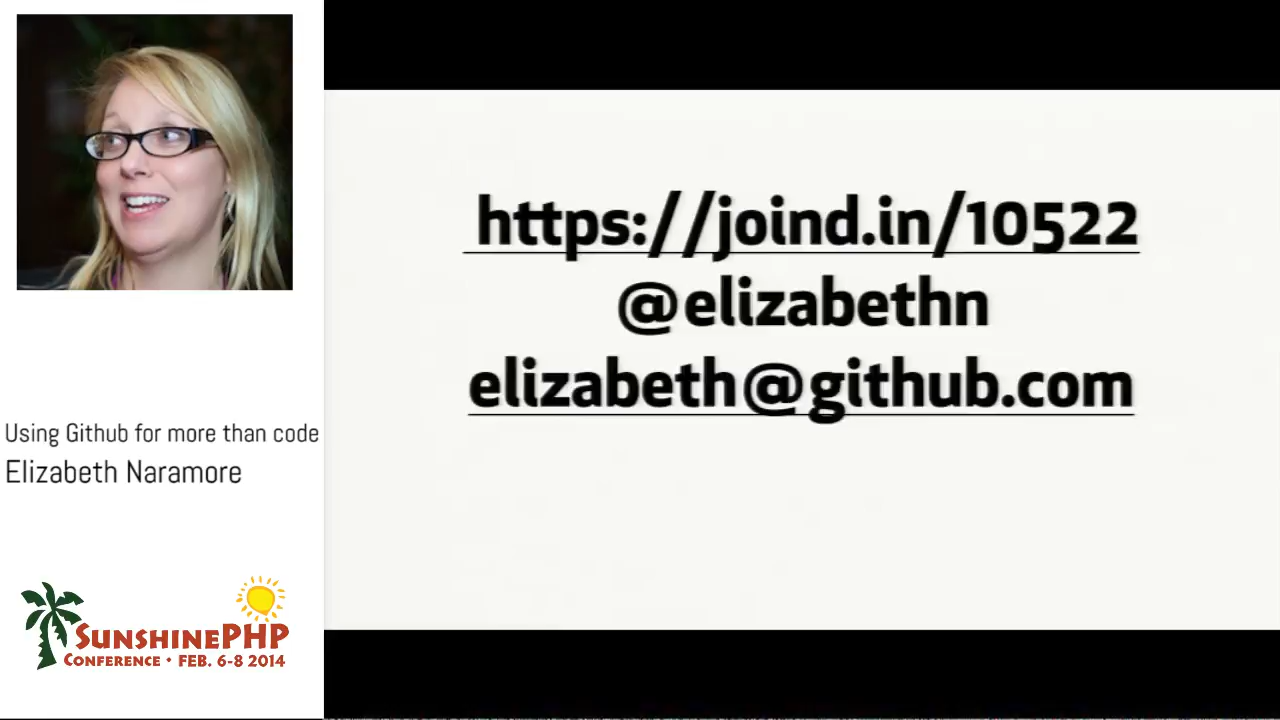 https://joind.in/10522
@elizabethn
elizabeth@github.com
Using Github for more than code
Elizabeth Naramore
SUNSHINEPHP
CONFERENCE • FEB. 6-8 2014